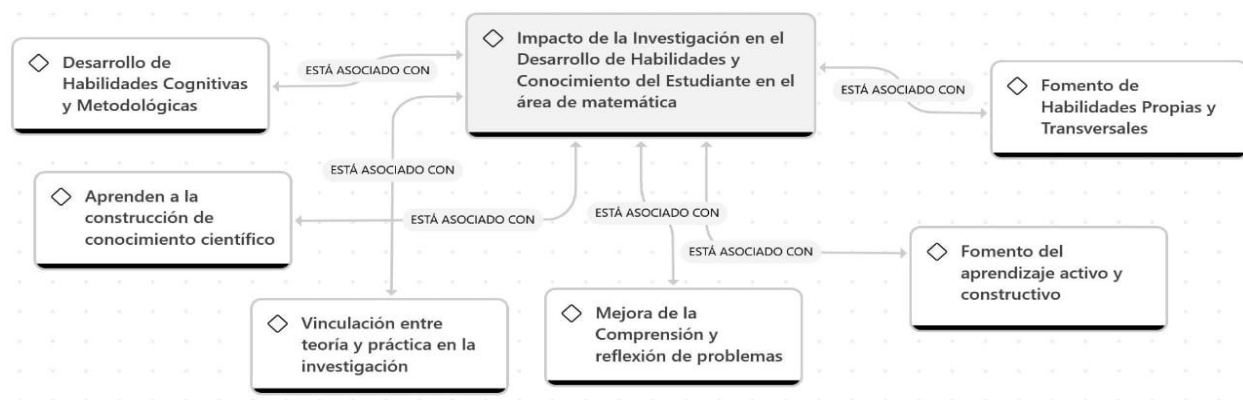 Impacto de la Investigación en el
Desarrollo de Habilidades y
Conocimiento del Estudiante en el
área de matemática
Desarrollo de
Habilidades Cognitivas
y Metodológicas
ESTÁ ASOCIADO CON
ESTÁ ASOCIADO CON
Fomento de
Habilidades Propias y
Transversales
ESTÁ ASOCIADO CON
Aprenden a la
construcción de
conocimiento científico
ESTÁ ASOCIADO CON
ESTÁ ASOCIADO CON
ESTÁ ASOCIADO CON
Fomento del
aprendizaje activo y
constructivo
Vinculación entre
teoría y práctica en la
investigación
Mejora de la
Comprensión y
reflexión de problemas